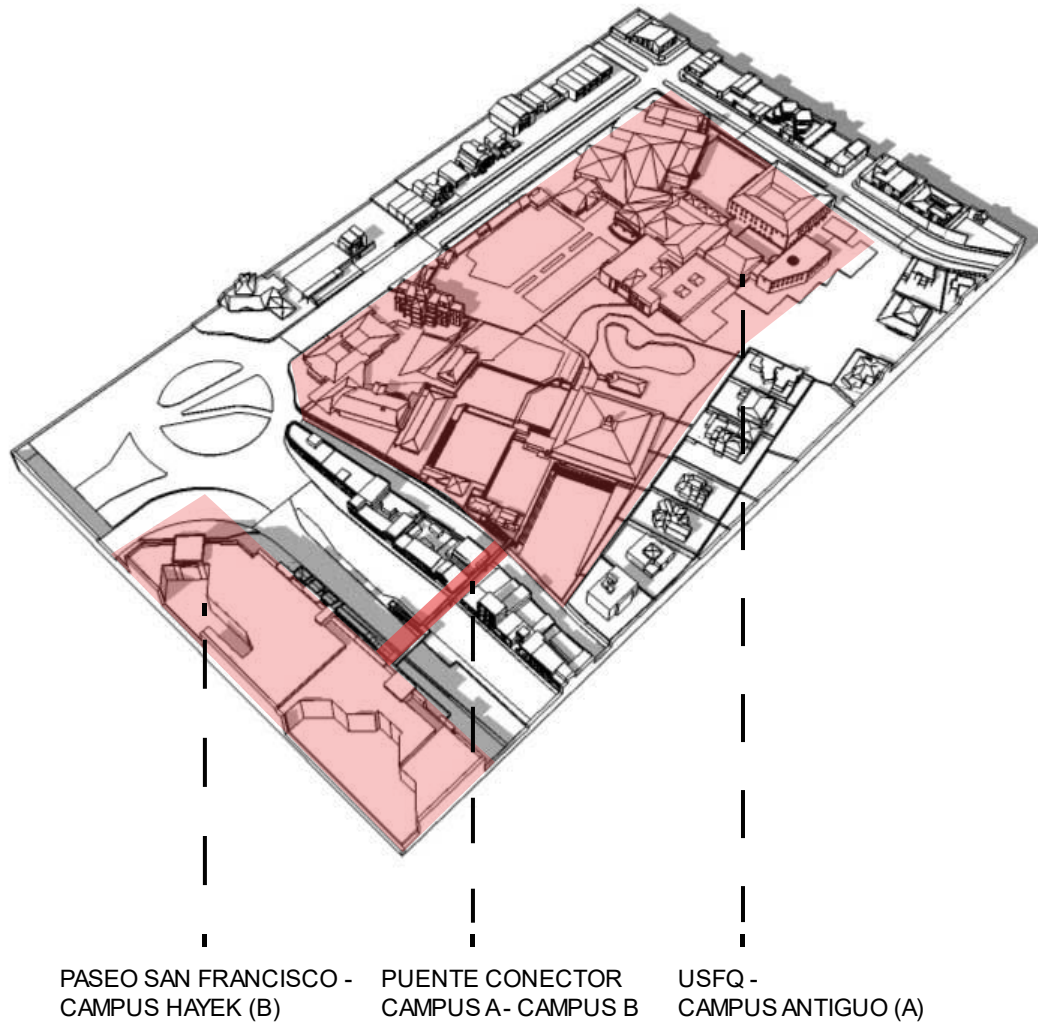 PASEO SAN FRANCISCO -
CAMPUS HAYEK (B)
PUENTE CONECTOR
CAMPUS A - CAMPUS B
USFQ -
CAMPUS ANTIGUO (A)